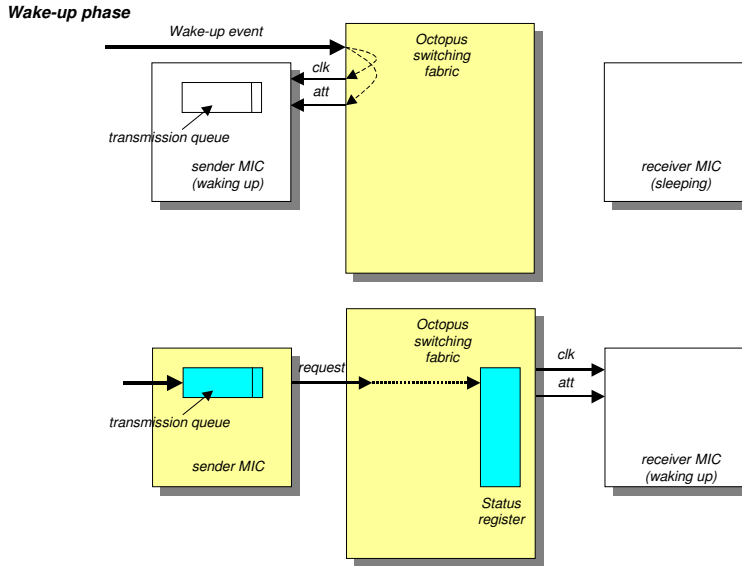 Wake-up phase
Wake-up event
Octopus
switching
fabric
clk
att
transmission queue
sender MIC
(waking up)
receiver MIC
(sleeping)
Octopus
switching
fabric
clk
request
att
transmission queue
sender MIC
receiver MIC
(waking up)
Status
register